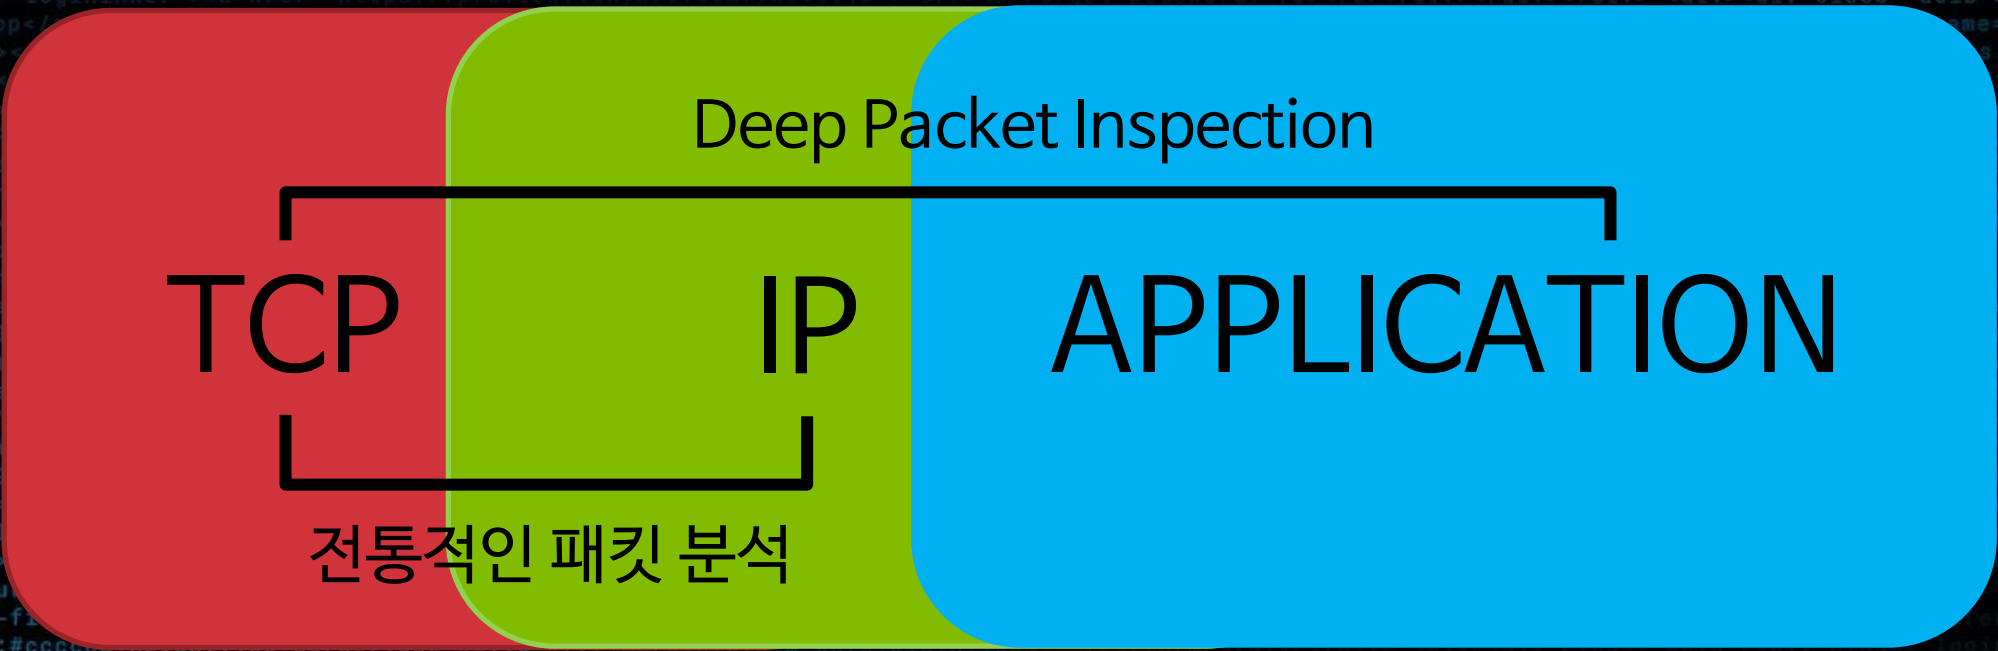 Deep Packet Inspection
TCP IP APPLICATION
전통적인 패킷 분석